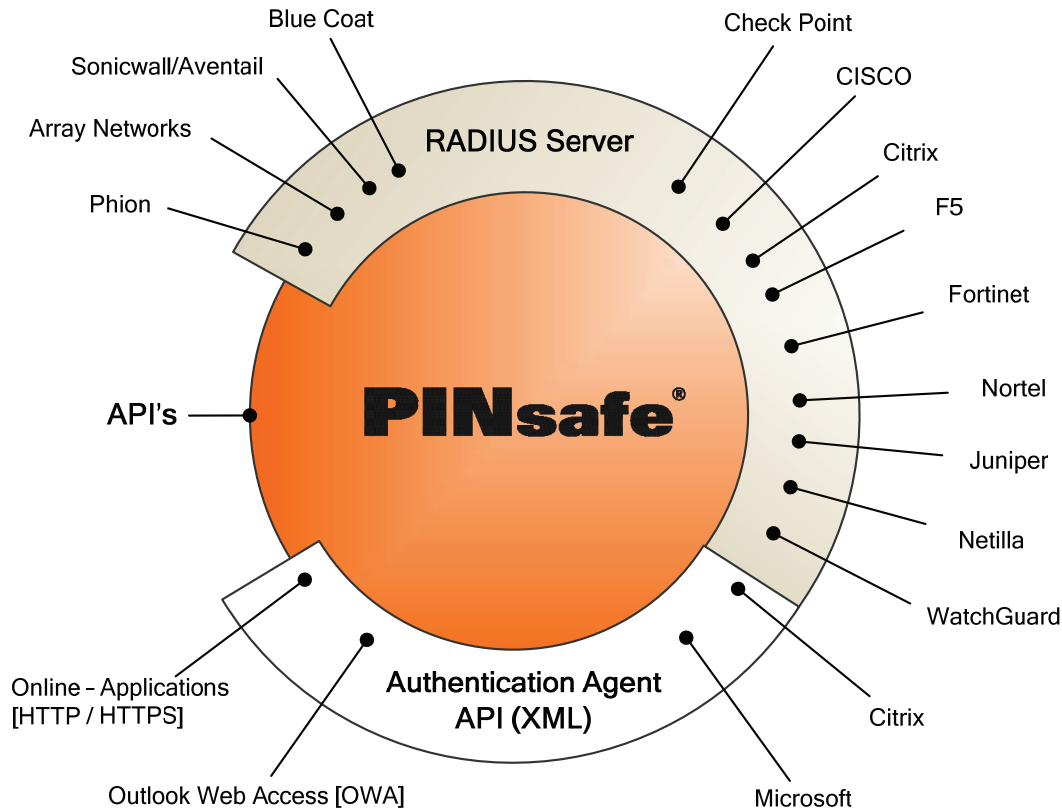 Blue Coat
Check Point
Sonicwall/Aventail
CISCO
Array Networks
RADIUS Server
Citrix
Phion
F5
Fortinet
Nortel
API's
PINsafe®
Juniper
Netilla
WatchGuard
Online – Applications
[HTTP / HTTPS]
Authentication Agent
API (XML)
Citrix
Outlook Web Access [OWA]
Microsoft